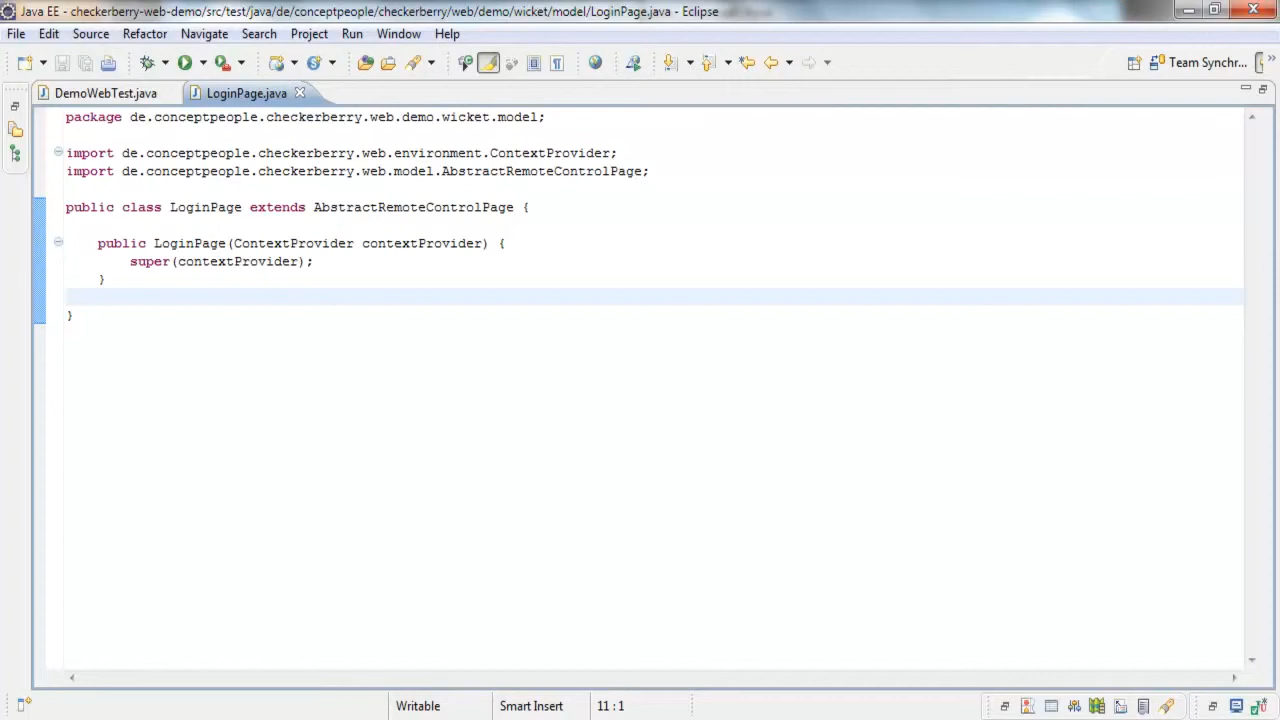 Java EE - checkerberry-web-demo/src/test/java/de/conceptpeople/checkerberry/web/demo/wicket/model/LoginPage.java - Eclipse
File Edit Source Refactor Navigate Search Project Run Window Help
Team Synchr...
DemoWebTest.java LoginPage.java
package de.conceptpeople.checkerberry.web.demo.wicket.model;
import de.conceptpeople.checkerberry.web.environment.ContextProvider;
import de.conceptpeople.checkerberry.web.model.AbstractRemoteControlPage;
public class LoginPage extends AbstractRemoteControlPage {
public LoginPage(ContextProvider contextProvider) {
super(contextProvider);
}
}
Writable Smart Insert 11 : 1